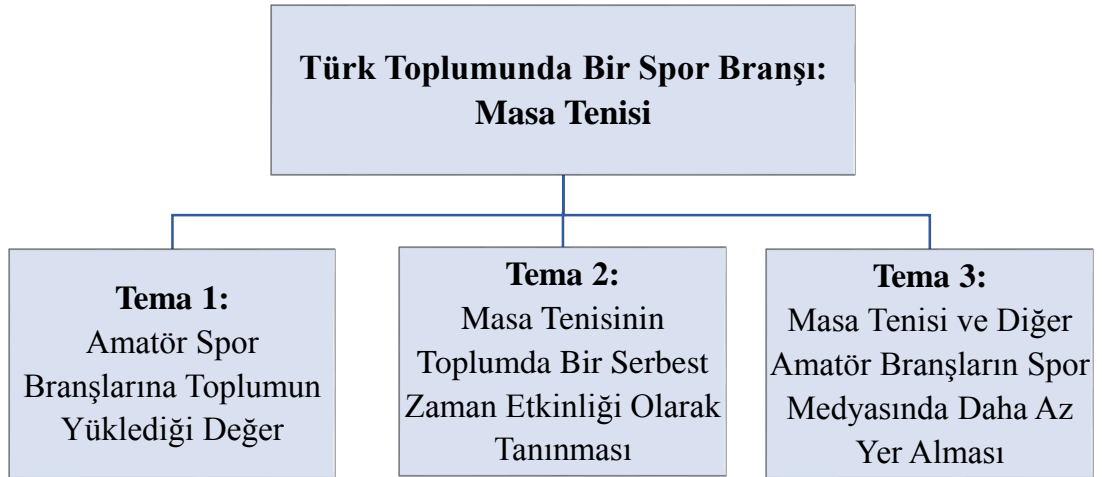 Türk Toplumunda Bir Spor Branşı:
Masa Tenisi
Tema 1:
Amatör Spor
Branşlarına Toplumun
Yüklediği Değer
Tema 2:
Masa Tenisinin
Toplumda Bir Serbest
Zaman Etkinliği Olarak
Tanınması
Tema 3:
Masa Tenisi ve Diğer
Amatör Branşların Spor
Medyasında Daha Az
Yer Alması